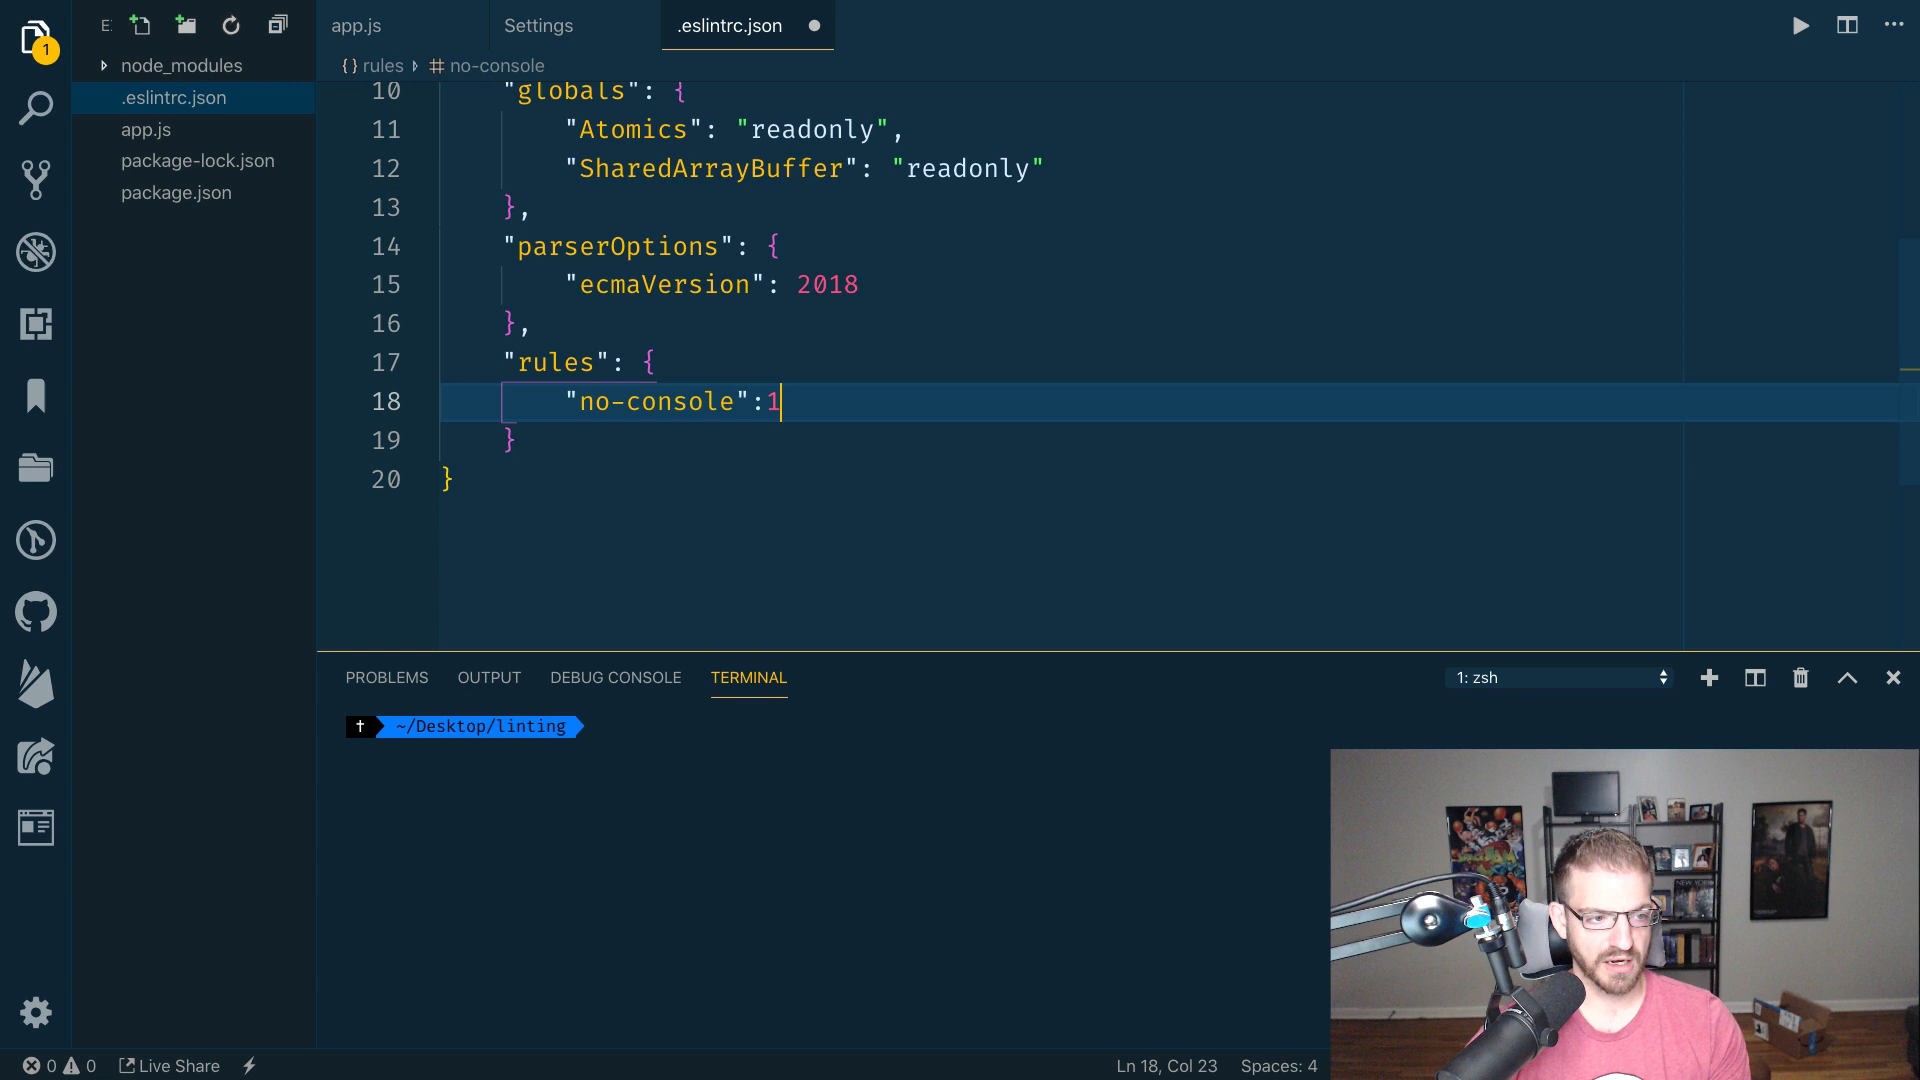 1
E:
app.js
Settings
.eslintrc.json
{ } rules
no-console
node_modules
.eslintrc.json
app.js
package-lock.json
package.json
10 "globals": {
11 "Atomics": "readonly",
12 "SharedArrayBuffer": "readonly"
13 },
14 "parserOptions": {
15 "ecmaVersion": 2018
16 },
17 "rules": {
18 "no-console":1
19 }
20 }
PROBLEMS
OUTPUT
DEBUG CONSOLE
TERMINAL
1: zsh
~/Desktop/linting
NEW YORK
0 0
Live Share
Ln 18, Col 23
Spaces: 4